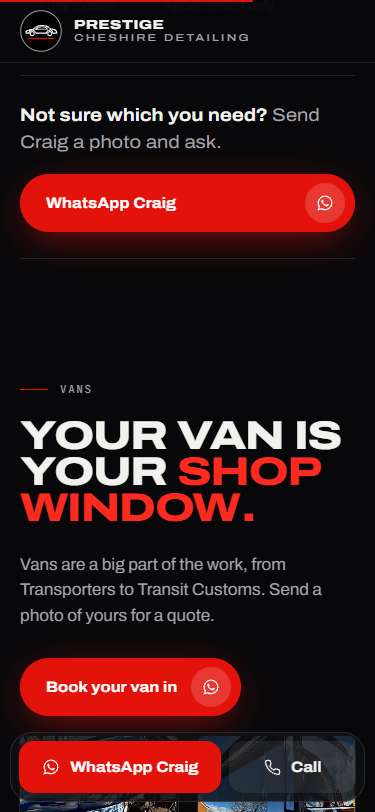 PRESTIGE
CHESHIRE DETAILING
Not sure which you need? Send
Craig a photo and ask.
WhatsApp Craig
VANS
YOUR VAN IS
YOUR SHOP
WINDOW.
Vans are a big part of the work, from
Transporters to Transit Customs. Send a
photo of yours for a quote.
Book your van in
WhatsApp Craig
Call